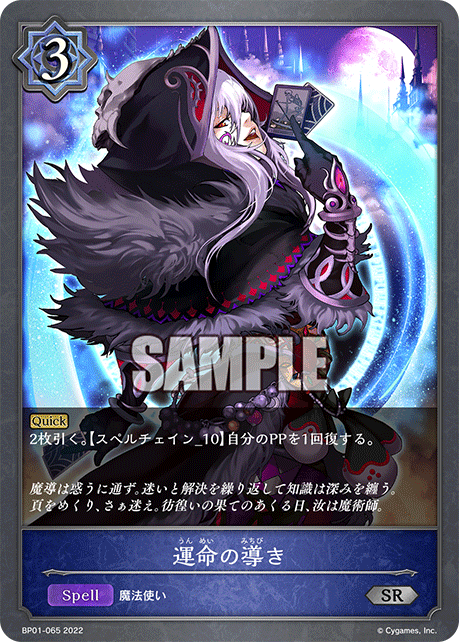 3
SAMPLE
Quick
2枚引く。【スペルチェイン_10】自分のPPを1回復する。
魔導は惑うに通ず。迷いと解決を繰り返して知識は深みを纏う。
頁をめくり、さぁ迷え。彷徨いの果てのあくる日、汝は魔術師。
うん めい みちび
運命の導き
Spell 魔法使い SR
BP01-065 2022 © Cygames, Inc.